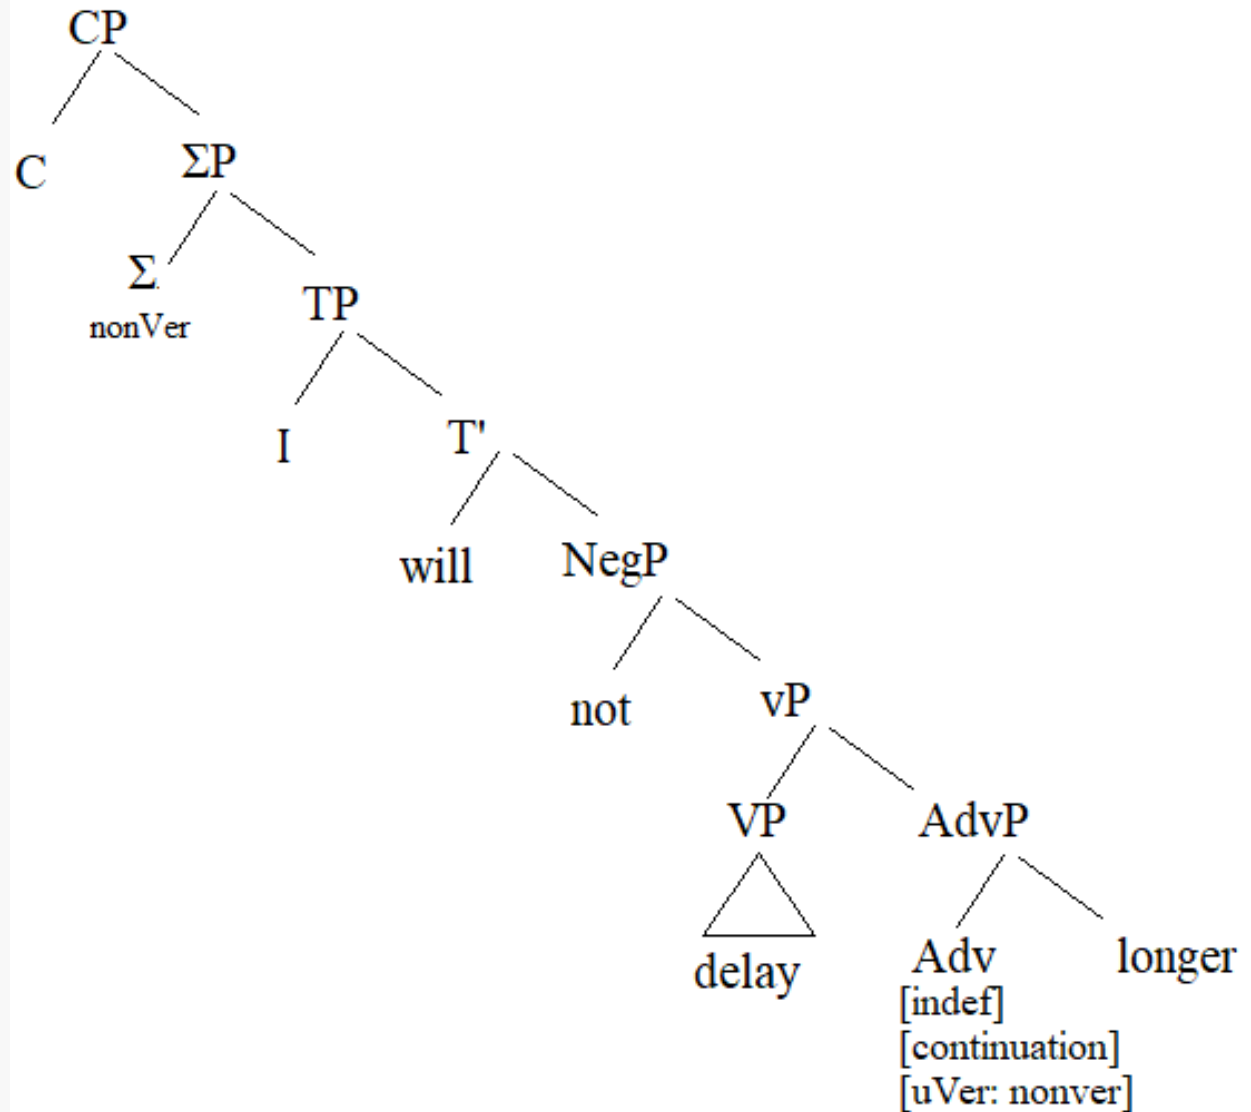 CP
C
ΣP
Σ
nonVer
TP
I
T'
will
NegP
not
vP
VP
AdvP
delay
Adv
longer
[indef]
[continuation]
[uVer: nonver]